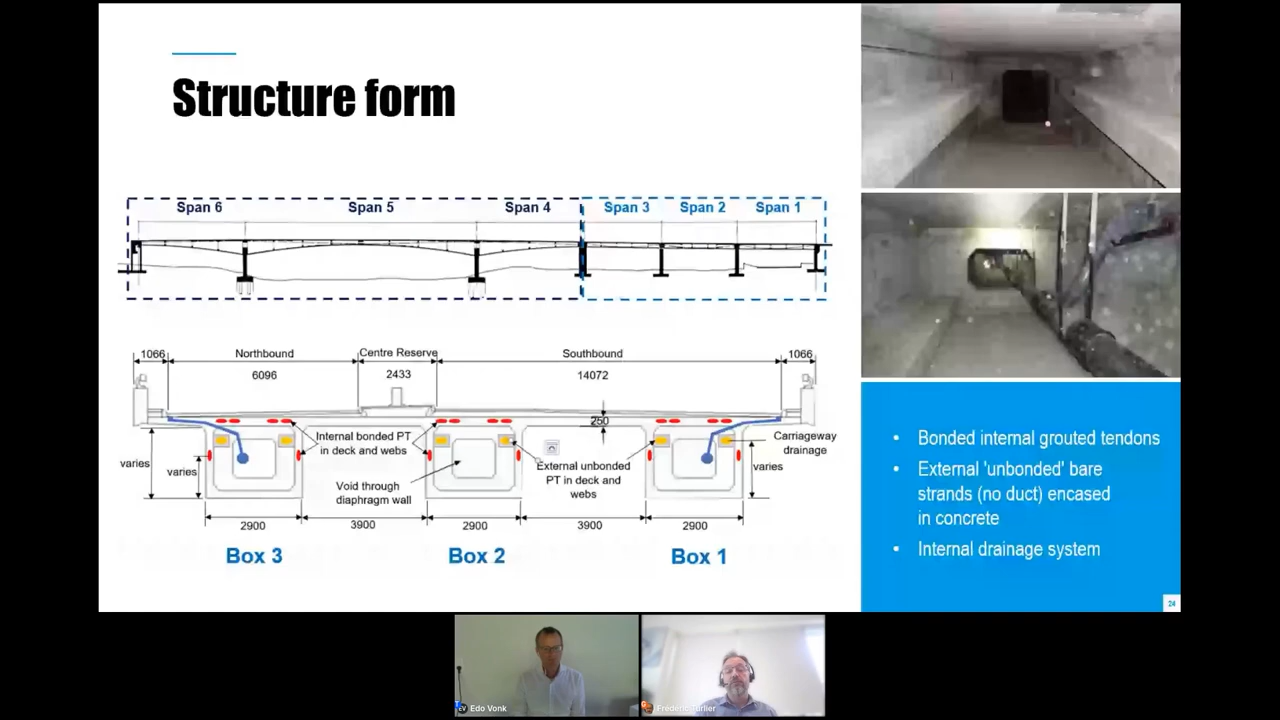 Structure form
Span 6
Span 5
Span 4
Span 3
Span 2
Span 1
1066
Northbound
Centre Reserve
Southbound
1066
6096
2433
14072
250
Internal bonded PT
in deck and webs
External unbonded
PT in deck and
webs
Carriageway
drainage
varies
varies
varies
Void through
diaphragm wall
2900
3900
2900
3900
2900
Box 3
Box 2
Box 1
• Bonded internal grouted tendons
• External 'unbonded' bare
strands (no duct) encased
in concrete
• Internal drainage system
24
EV Edo Vonk